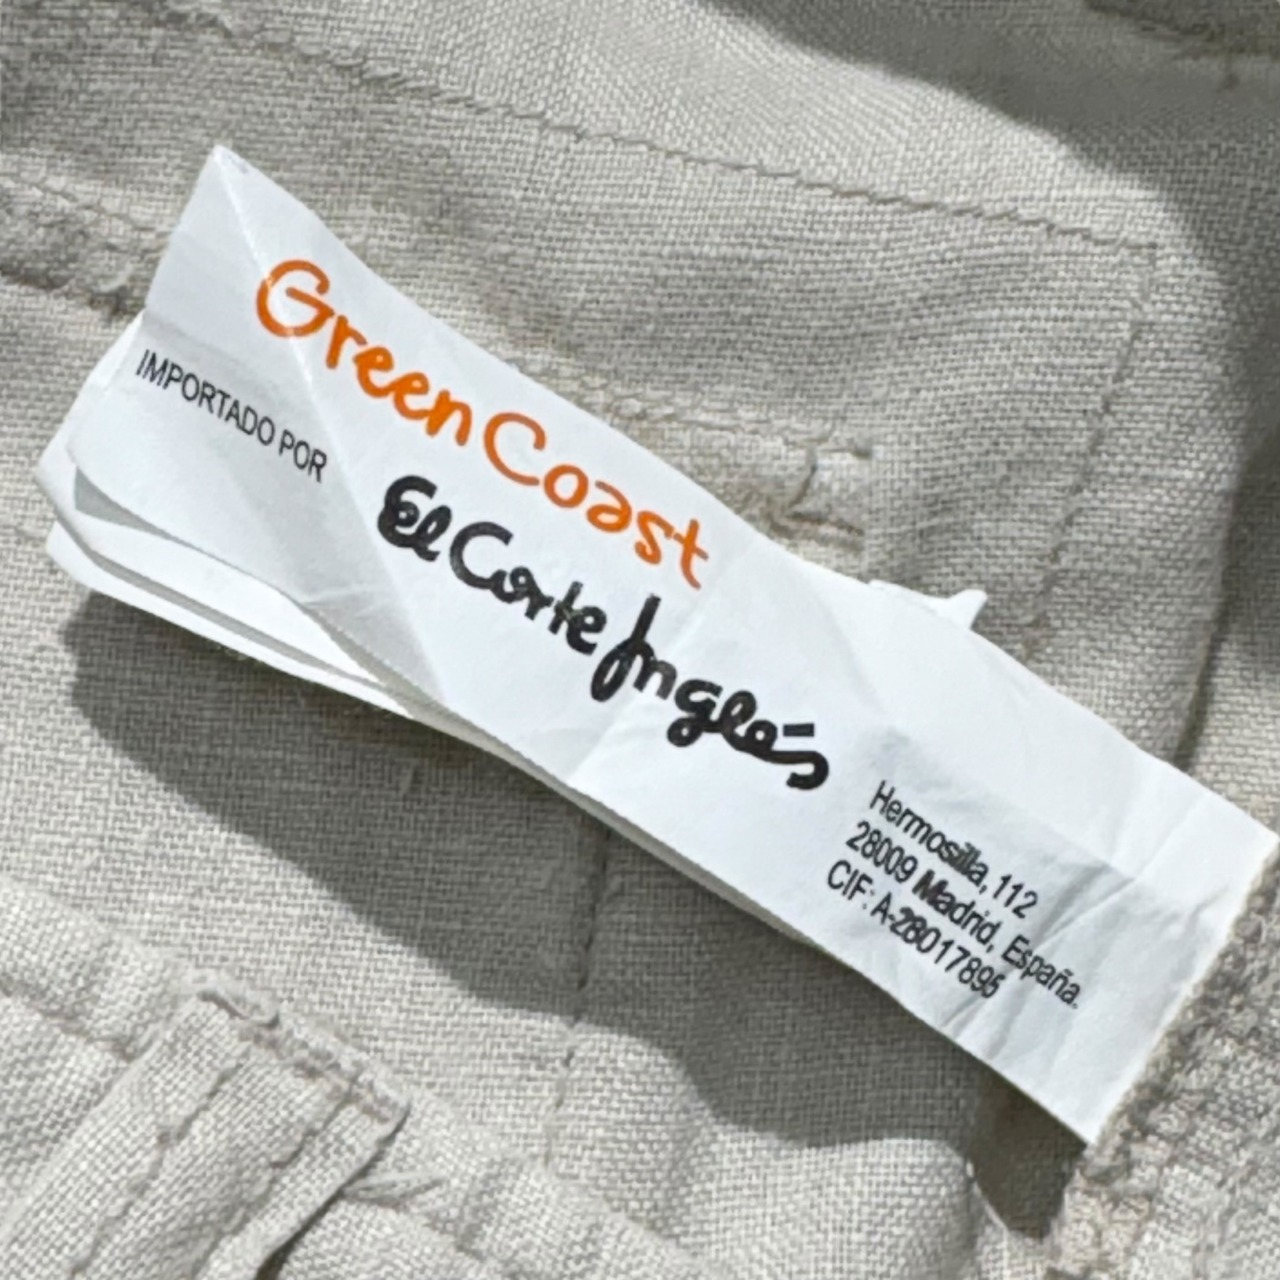 Green Coast
IMPORTADO POR
El Corte Inglés
Hermosilla, 112
28009 Madrid, España.
CIF: A-28017895